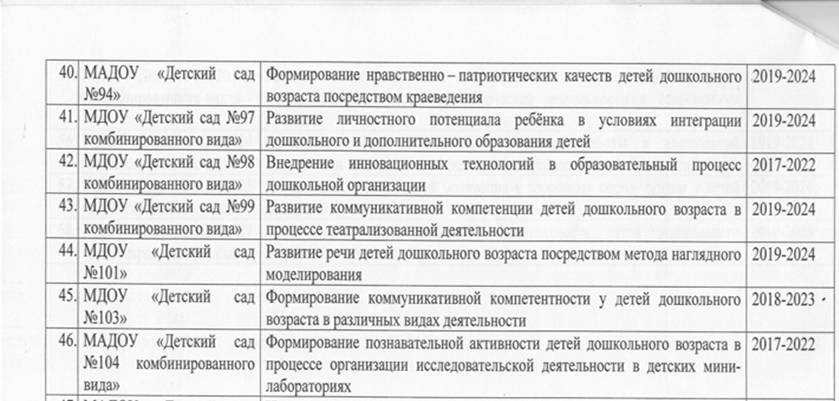 40. МАДОУ «Детский сад Формирование нравственно – патриотических качеств детей дошкольного 2019-2024
№94» возраста посредством краеведения
41. МДОУ «Детский сад №97 Развитие личностного потенциала ребёнка в условиях интеграции 2019-2024
комбинированного вида» дошкольного и дополнительного образования детей
42. МДОУ «Детский сад №98 Внедрение инновационных технологий в образовательный процесс 2017-2022
комбинированного вида» дошкольной организации
43. МДОУ «Детский сад №99 Развитие коммуникативной компетенции детей дошкольного возраста в 2019-2024
комбинированного вида» процессе театрализованной деятельности
44. МДОУ «Детский сад Развитие речи детей дошкольного возраста посредством метода наглядного 2019-2024
№101» моделирования
45. МДОУ «Детский сад Формирование коммуникативной компетентности у детей дошкольного 2018-2023
№103» возраста в различных видах деятельности
46. МАДОУ «Детский сад Формирование познавательной активности детей дошкольного возраста в 2017-2022
№104 комбинированного процессе организации исследовательской деятельности в детских мини-
вида» лабораториях